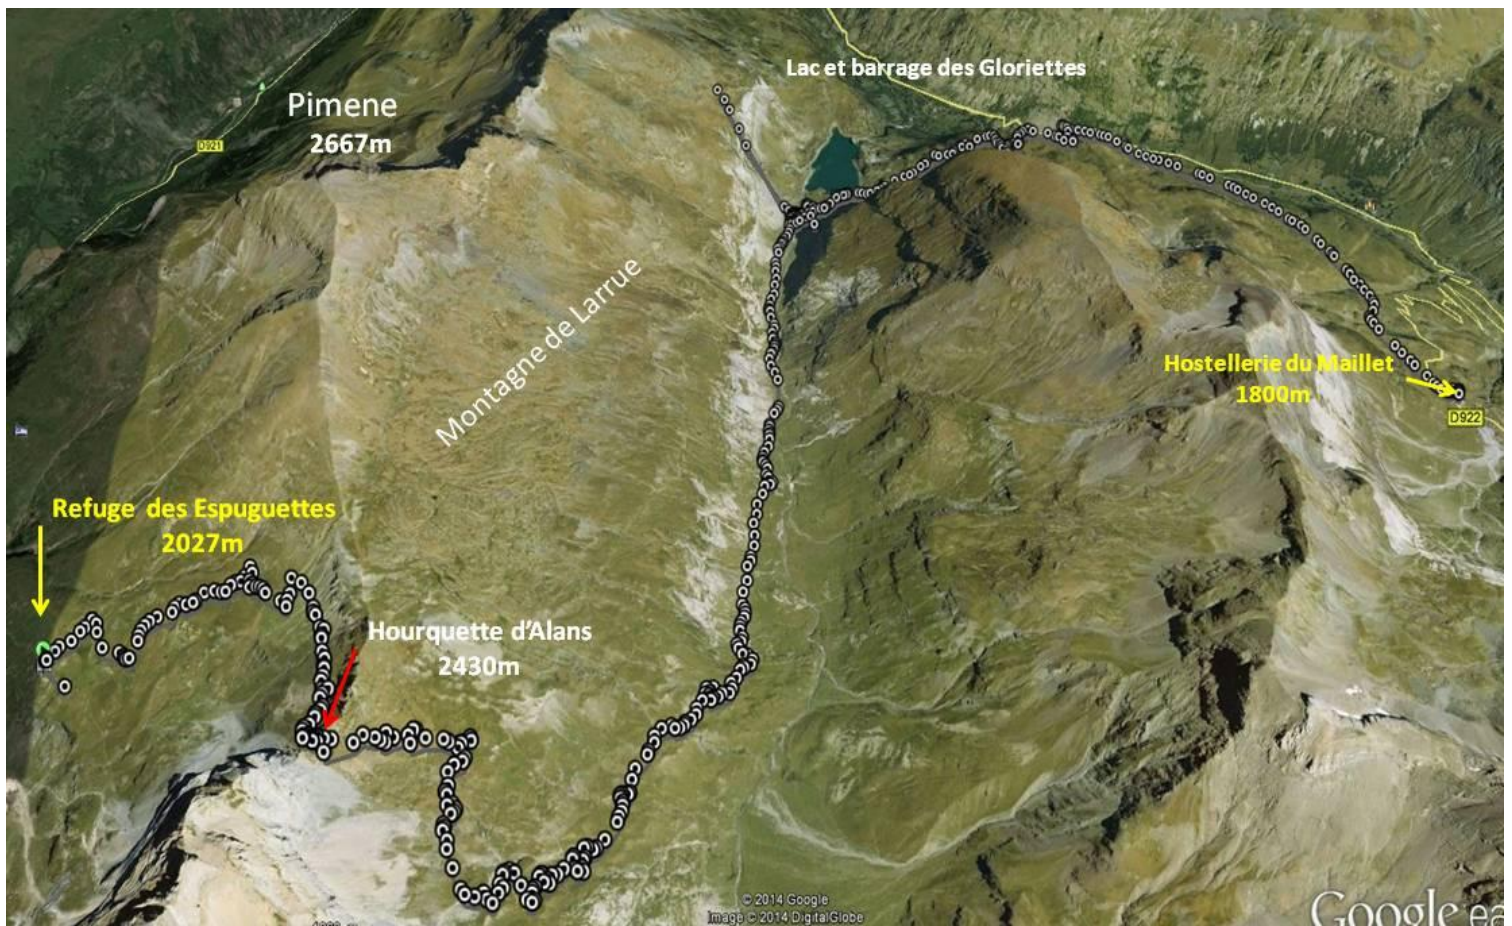 Lac et barrage des Gloriettes
Pimene
2667m
D921
Montagne de Larrue
Hostellerie du Maillet
1800m
D922
Refuge des Espuguettes
2027m
Hourquette d'Alans
2430m
© 2014 Google
Image © 2014 DigitalGlobe
Google ea